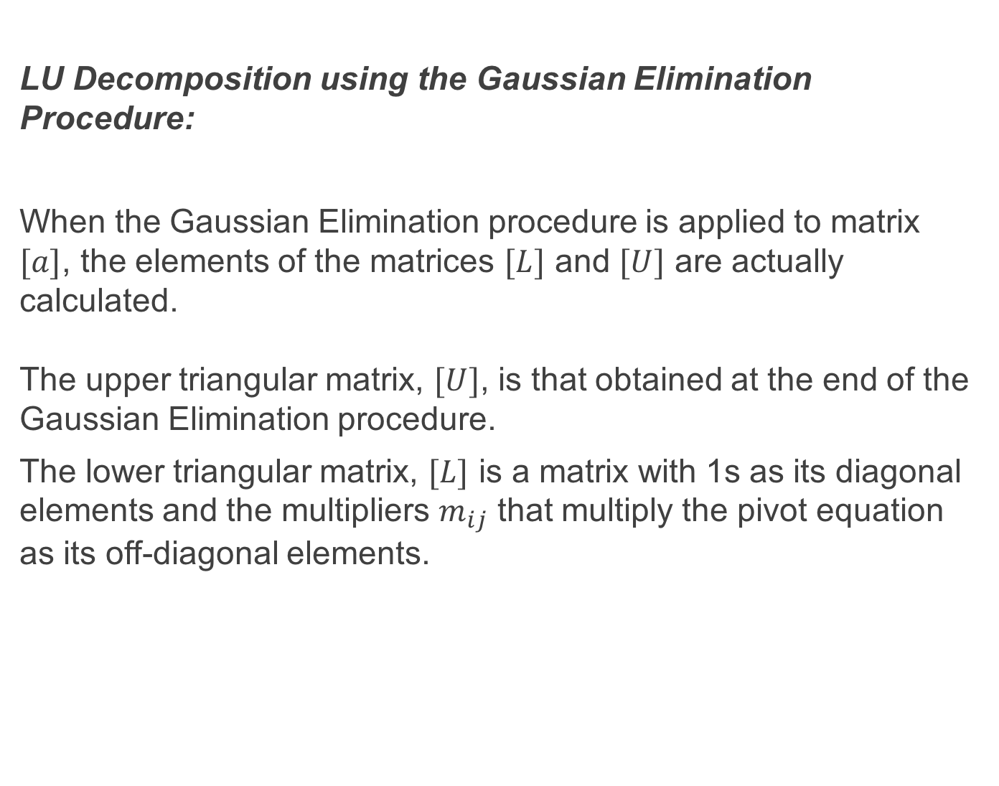 LU Decomposition using the Gaussian Elimination
Procedure:
When the Gaussian Elimination procedure is applied to matrix
[𝑎], the elements of the matrices [𝐿] and [𝑈] are actually
calculated.
The upper triangular matrix, [𝑈], is that obtained at the end of the
Gaussian Elimination procedure.
The lower triangular matrix, [𝐿] is a matrix with 1s as its diagonal
elements and the multipliers 𝑚𝑖𝑗 that multiply the pivot equation
as its off-diagonal elements.